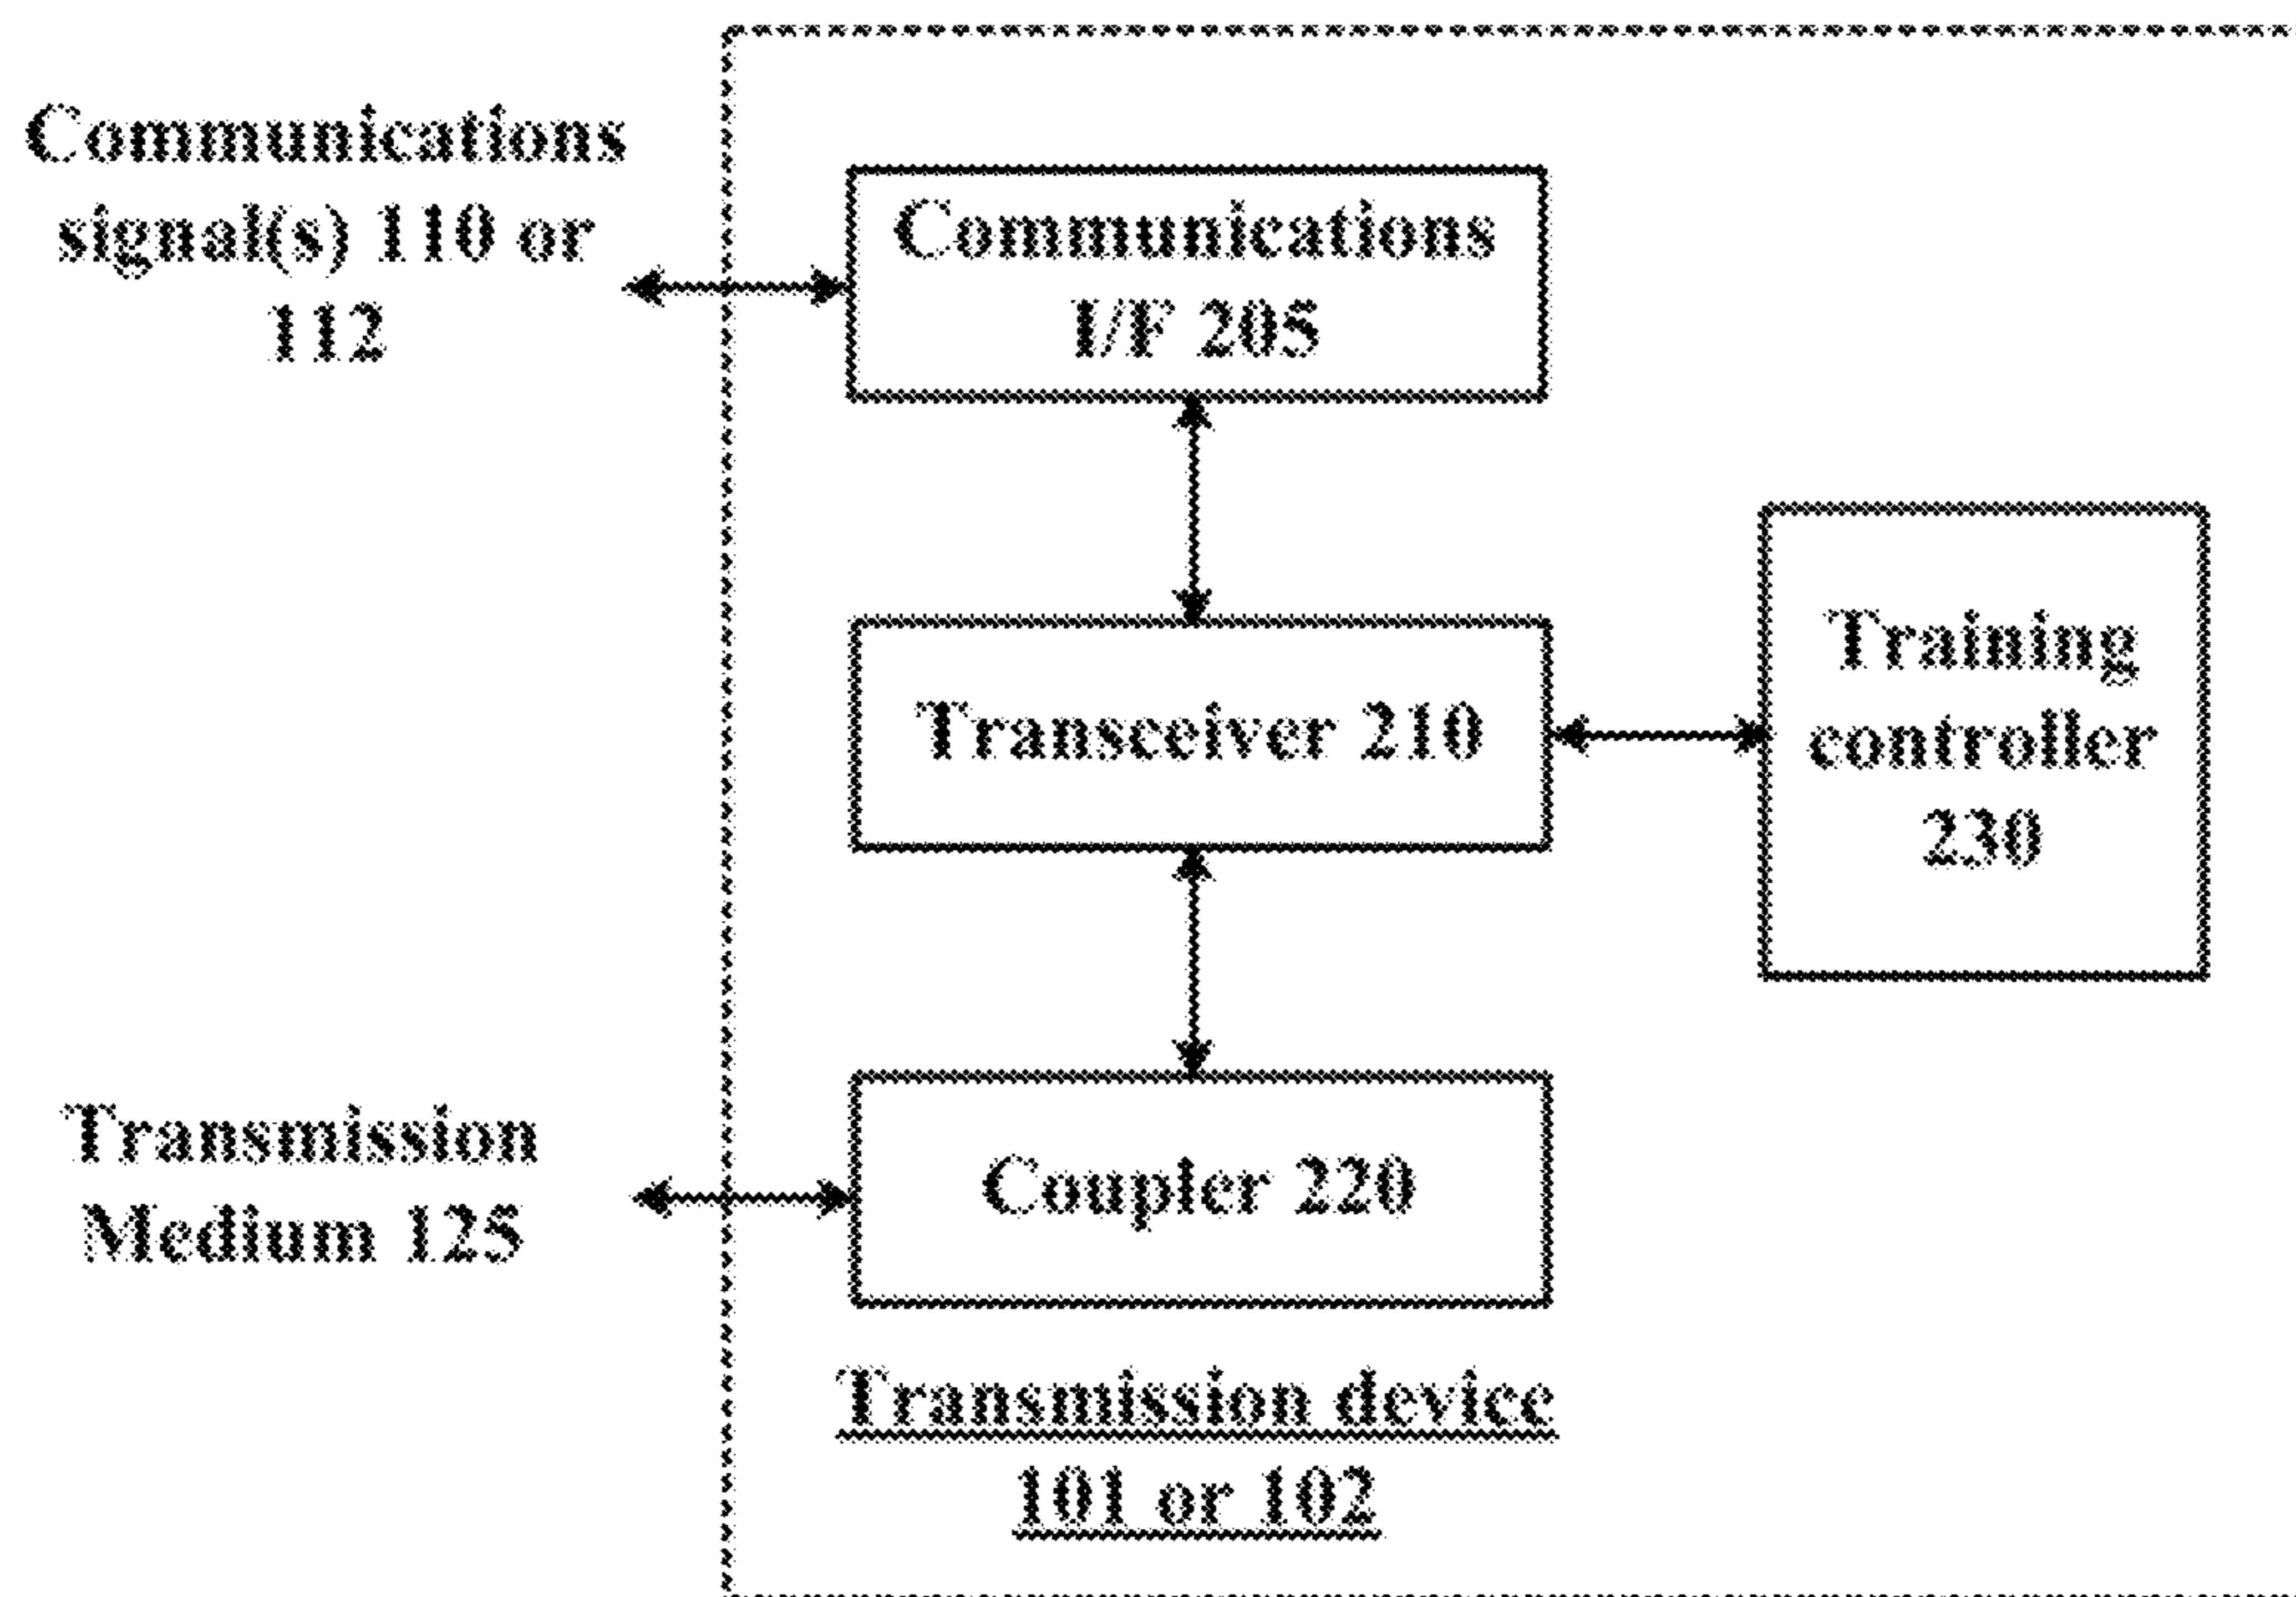 Communications
signal(s) 110 or
112
Communications
I/F 205
Transceiver 210
Training
controller
230
Transmission
Medium 125
Coupler 220
Transmission device
101 or 102